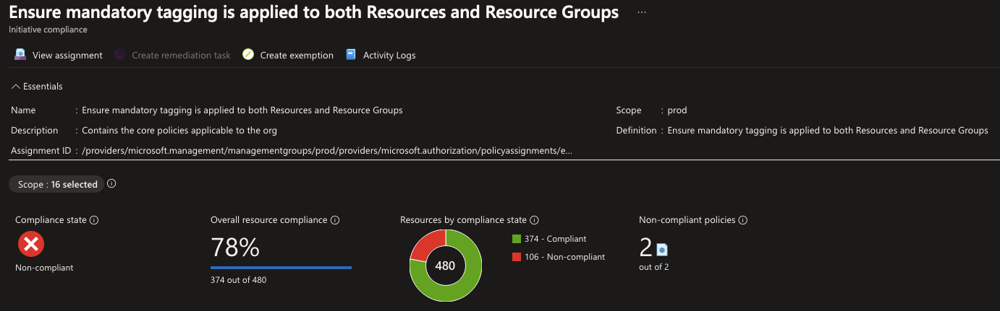 Ensure mandatory tagging is applied to both Resources and Resource Groups ...
Initiative compliance
View assignment Create remediation task Create exemption Activity Logs
Essentials
Name : Ensure mandatory tagging is applied to both Resources and Resource Groups Scope : prod
Description : Contains the core policies applicable to the org Definition : Ensure mandatory tagging is applied to both Resources and Resource Groups
Assignment ID : /providers/microsoft.management/managementgroups/prod/providers/microsoft.authorization/policyassignments/e...
Scope : 16 selected
Compliance state Overall resource compliance Resources by compliance state Non-compliant policies
78% 480 374 - Compliant 2
106 - Non-compliant
Non-compliant 374 out of 480 out of 2